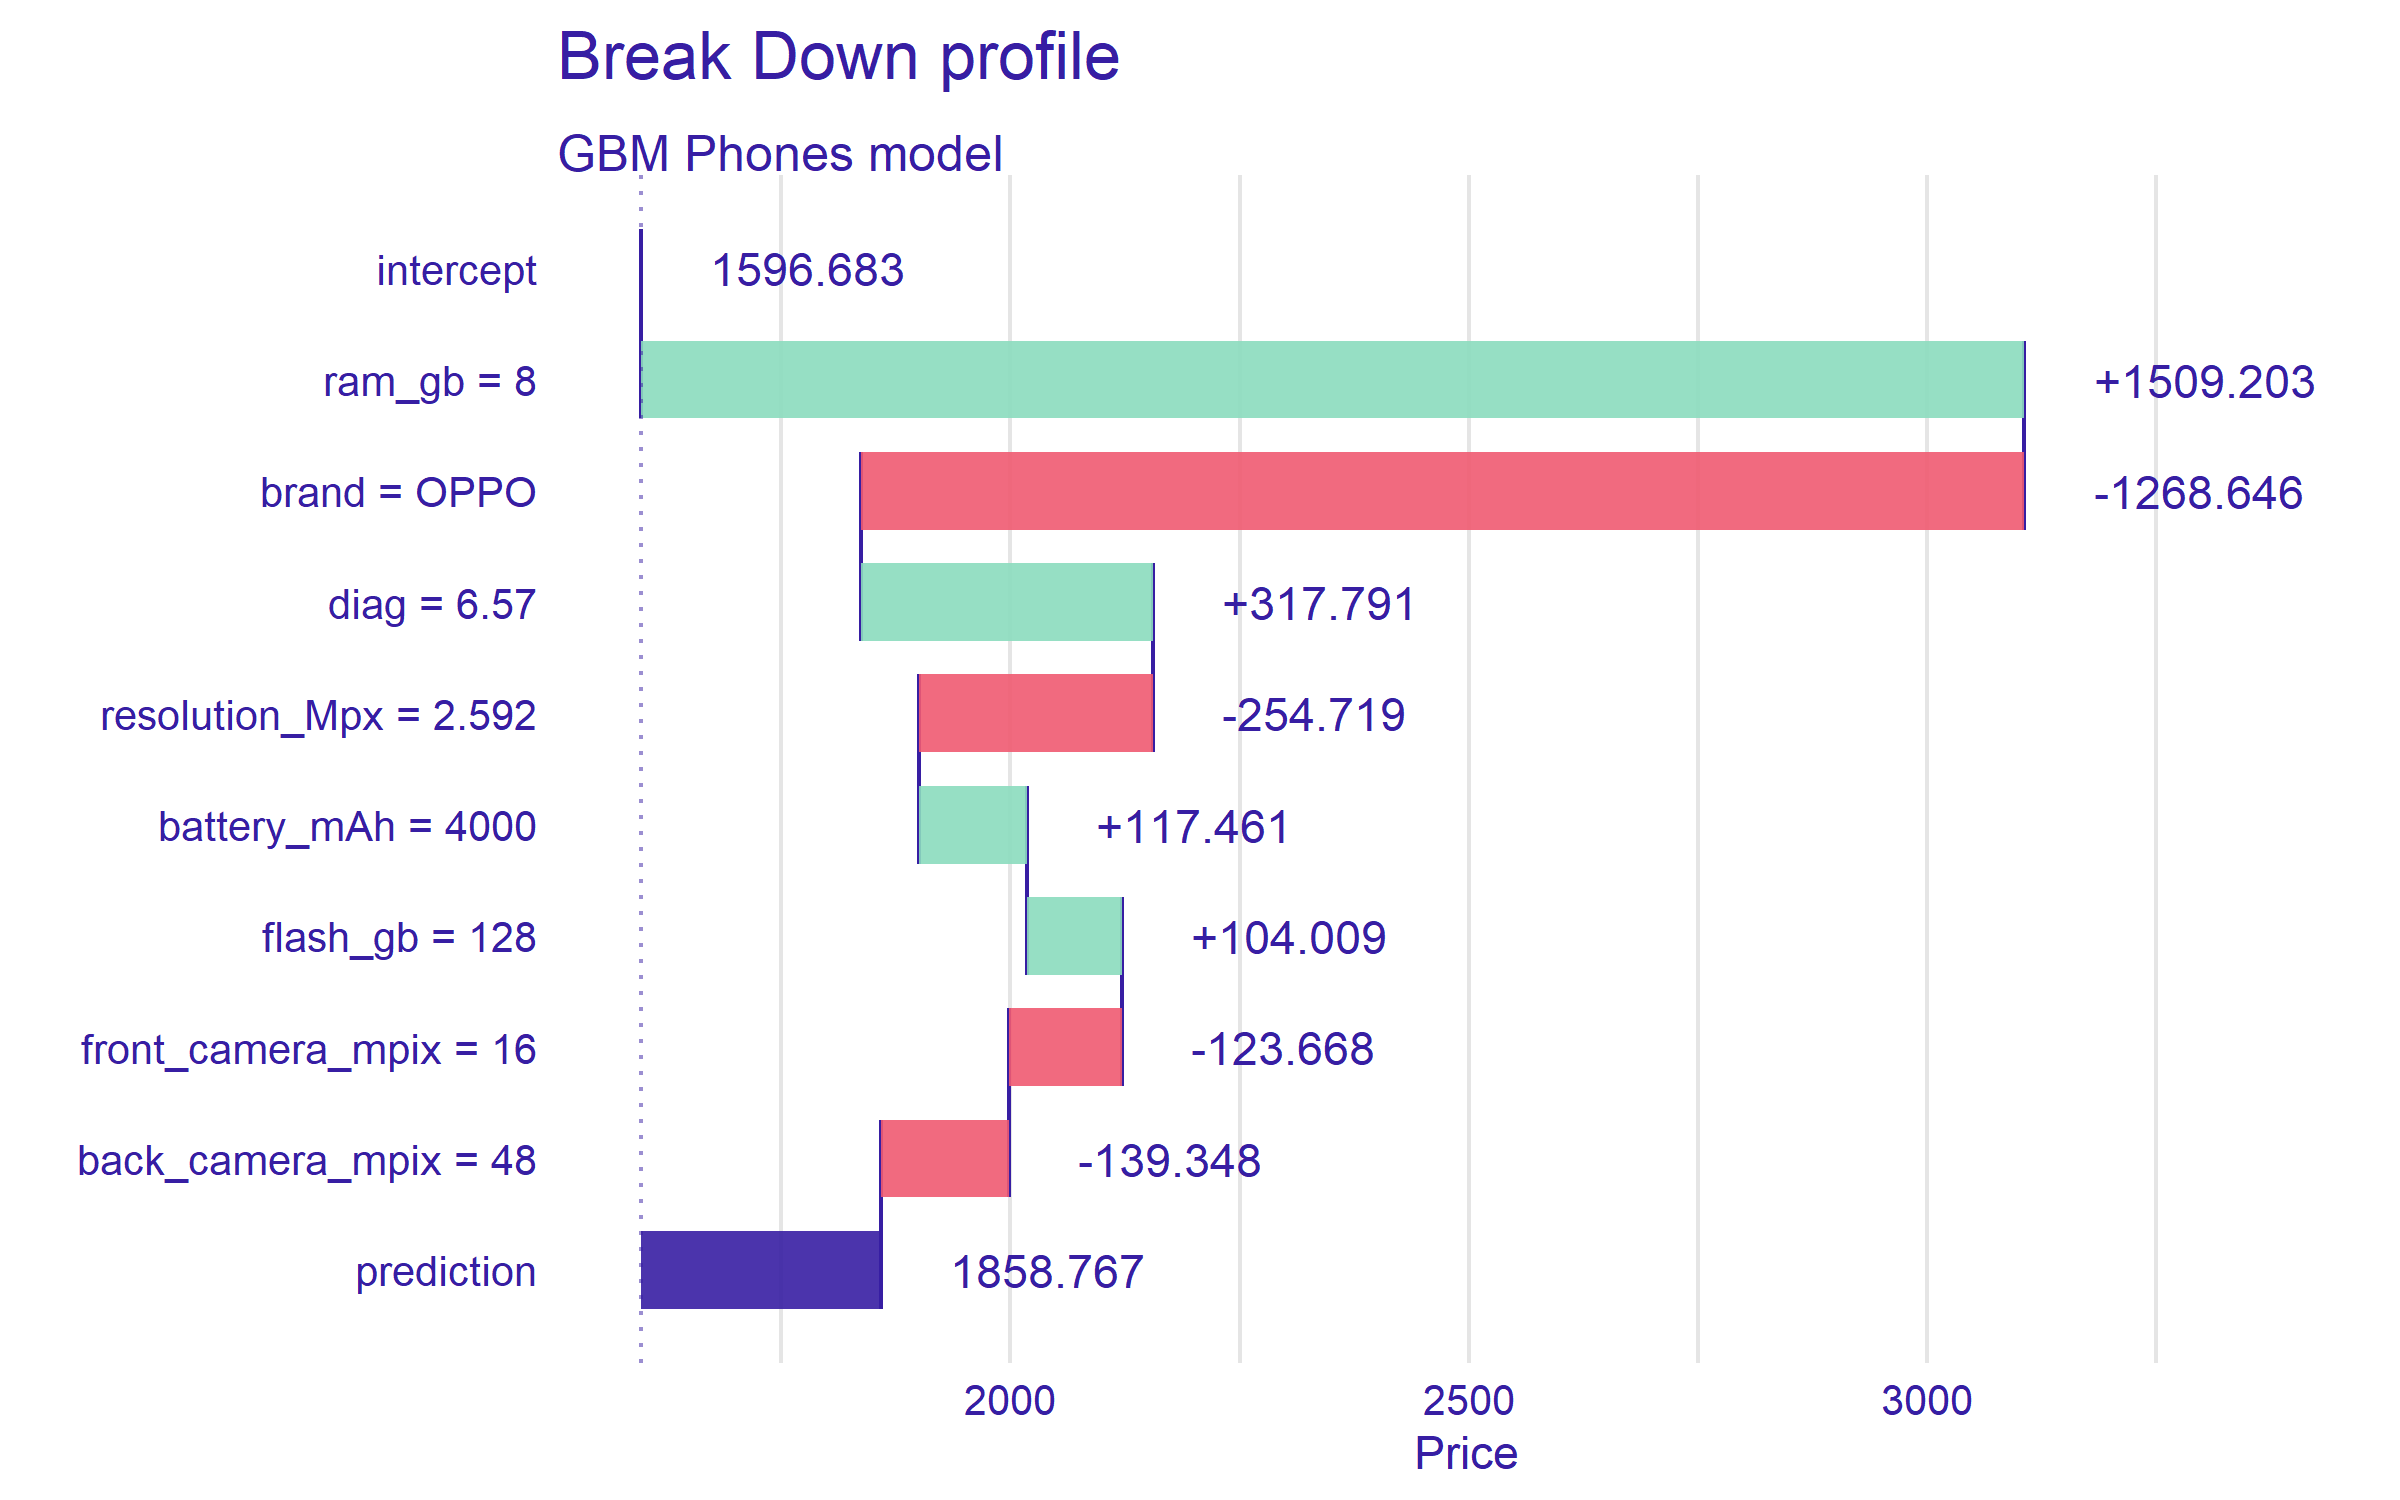 Break Down profile
GBM Phones model
intercept 1596.683
ram_gb = 8 +1509.203
brand = OPPO -1268.646
diag = 6.57 +317.791
resolution_Mpx = 2.592 -254.719
battery_mAh = 4000 +117.461
flash_gb = 128 +104.009
front_camera_mpix = 16 -123.668
back_camera_mpix = 48 -139.348
prediction 1858.767
2000 2500 3000
Price